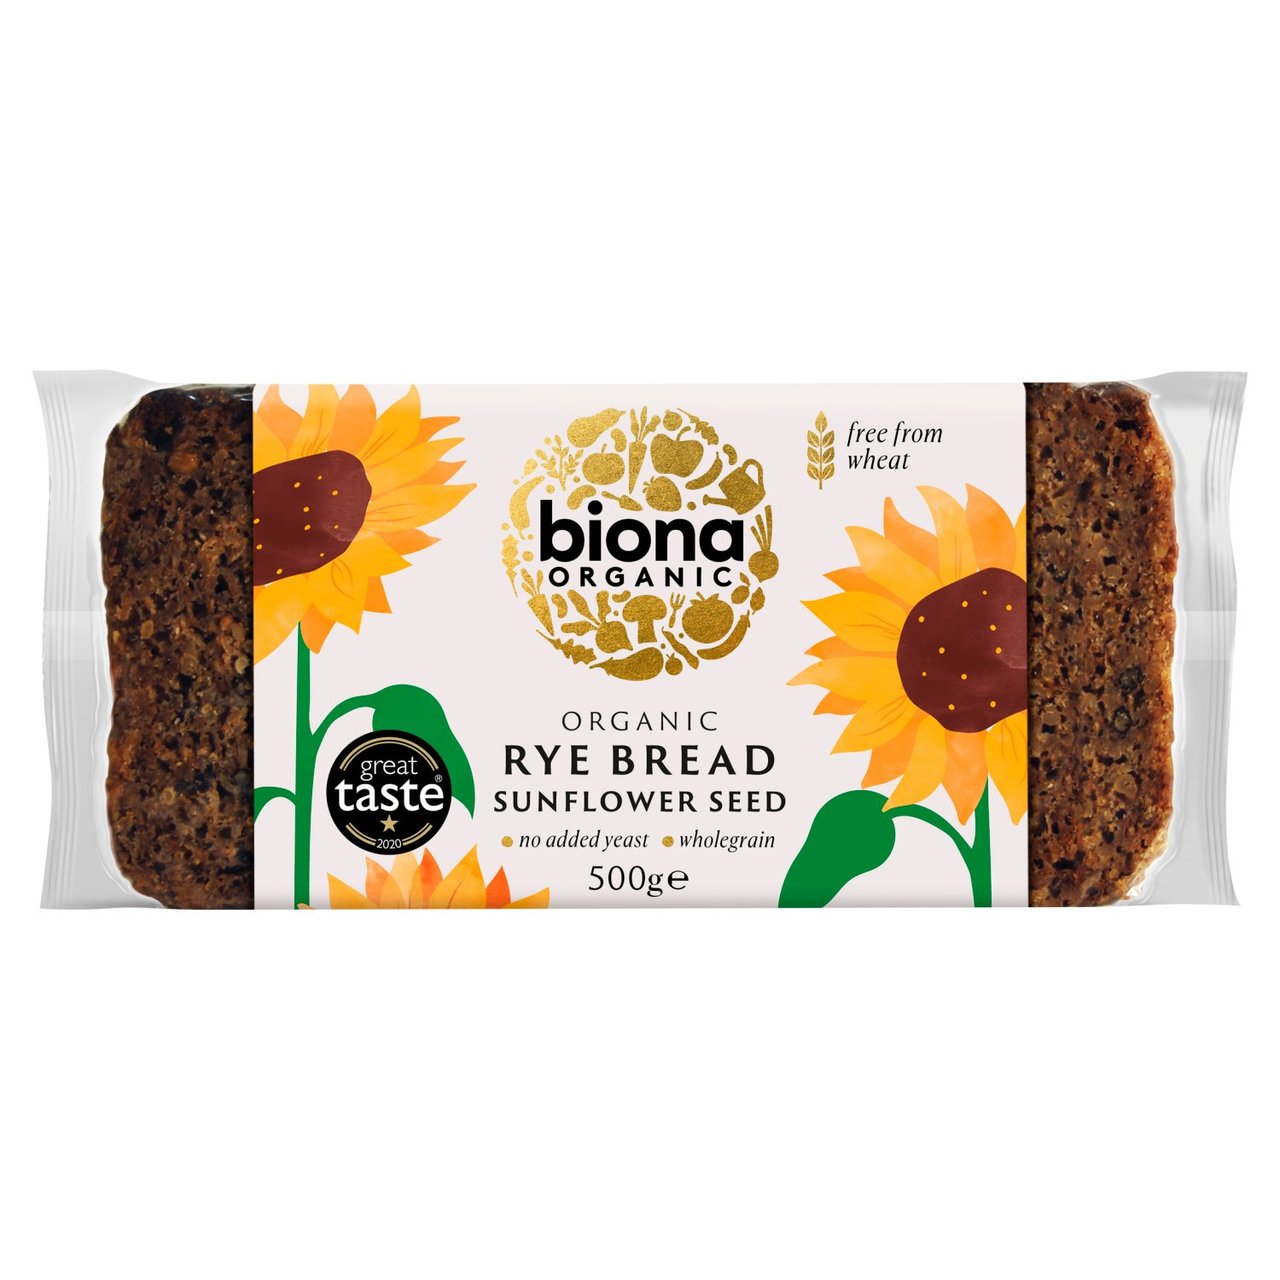 free from
wheat
biona
ORGANIC
ORGANIC
RYE BREAD
SUNFLOWER SEED
no added yeast wholegrain
500g℮
great
taste®
2020